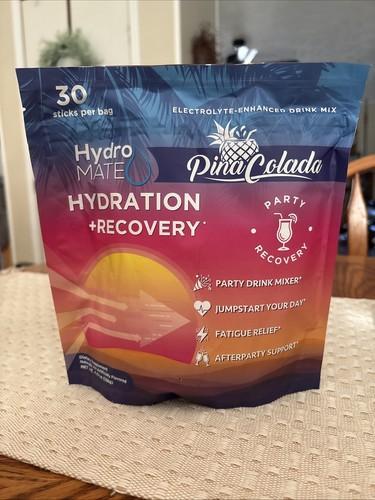 30
sticks per bag
ELECTROLYTE-ENHANCED DRINK MIX
Hydro
MATE
Piña Colada
HYDRATION
+RECOVERY*
PARTY
RECOVERY
PARTY DRINK MIXER*
JUMPSTART YOUR DAY*
FATIGUE RELIEF*
AFTERPARTY SUPPORT*